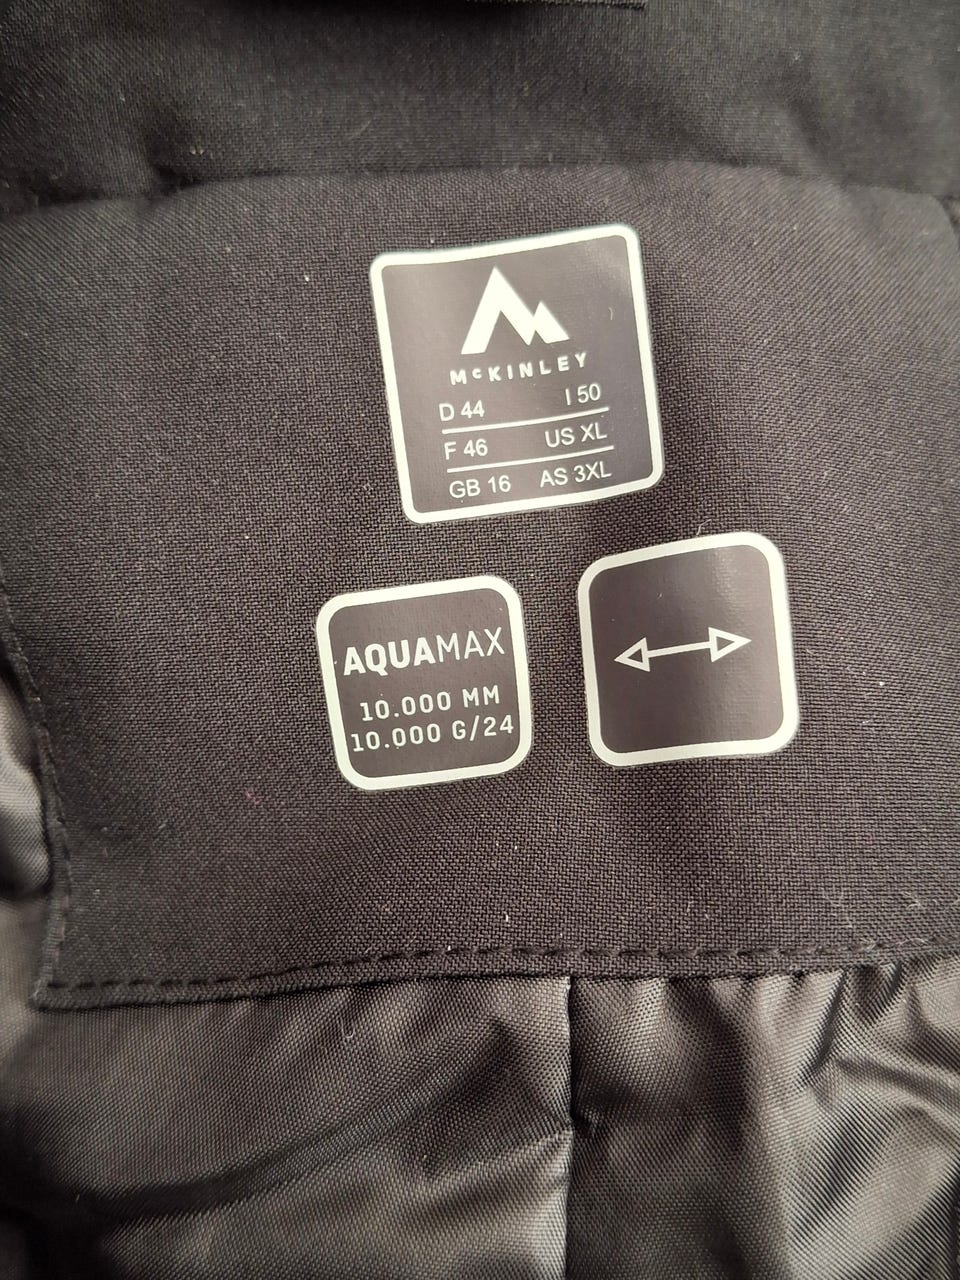 McKINLEY
D 44 I 50
F 46 US XL
GB 16 AS 3XL
AQUAMAX
10.000 MM
10.000 G/24